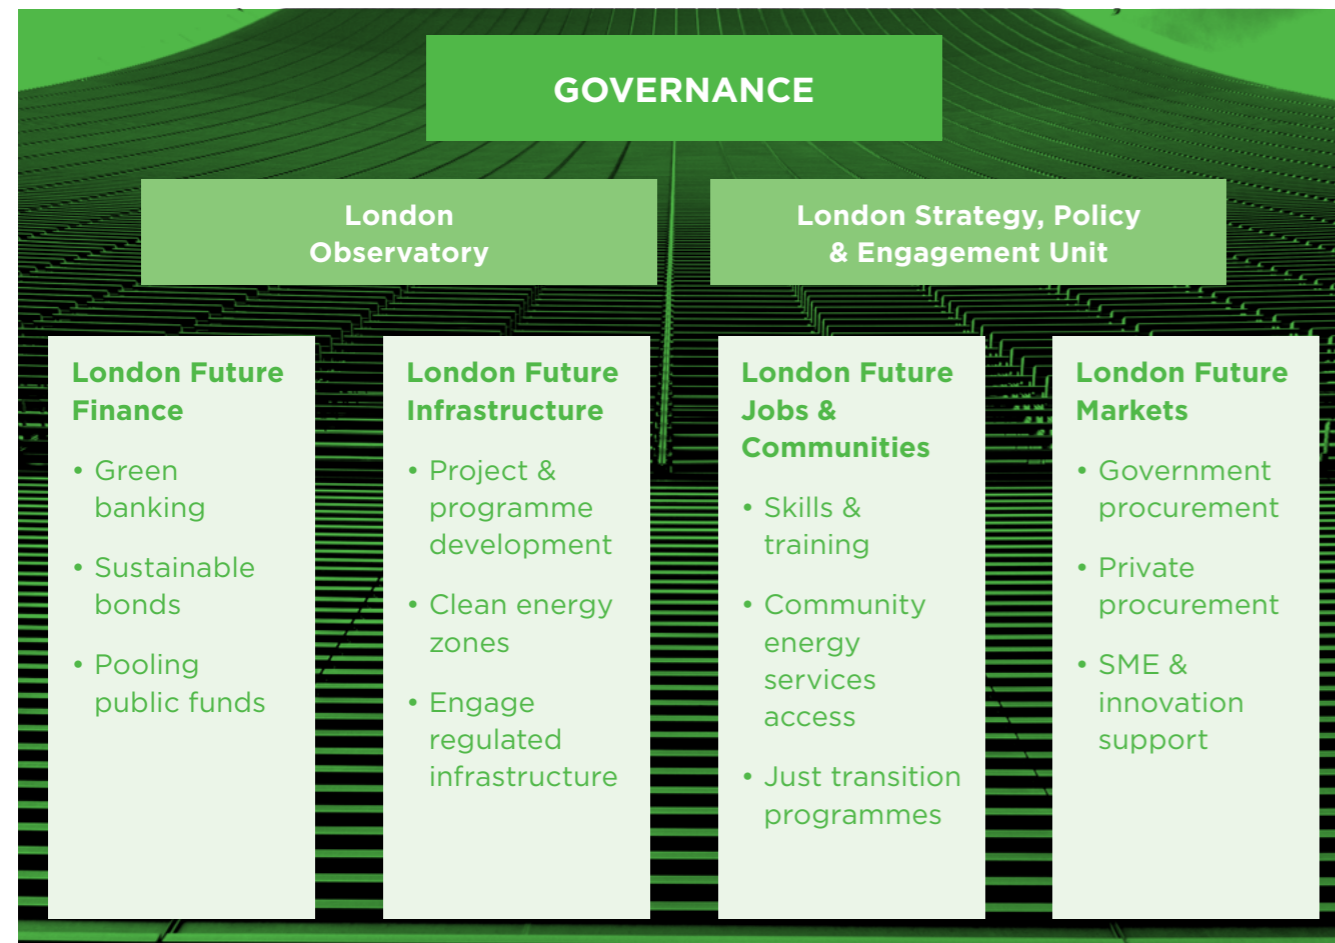 GOVERNANCE
London
Observatory
London Strategy, Policy
& Engagement Unit
London Future
Finance
• Green
banking
• Sustainable
bonds
• Pooling
public funds
London Future
Infrastructure
• Project &
programme
development
• Clean energy
zones
• Engage
regulated
infrastructure
London Future
Jobs &
Communities
• Skills &
training
• Community
energy
services
access
• Just transition
programmes
London Future
Markets
• Government
procurement
• Private
procurement
• SME &
innovation
support